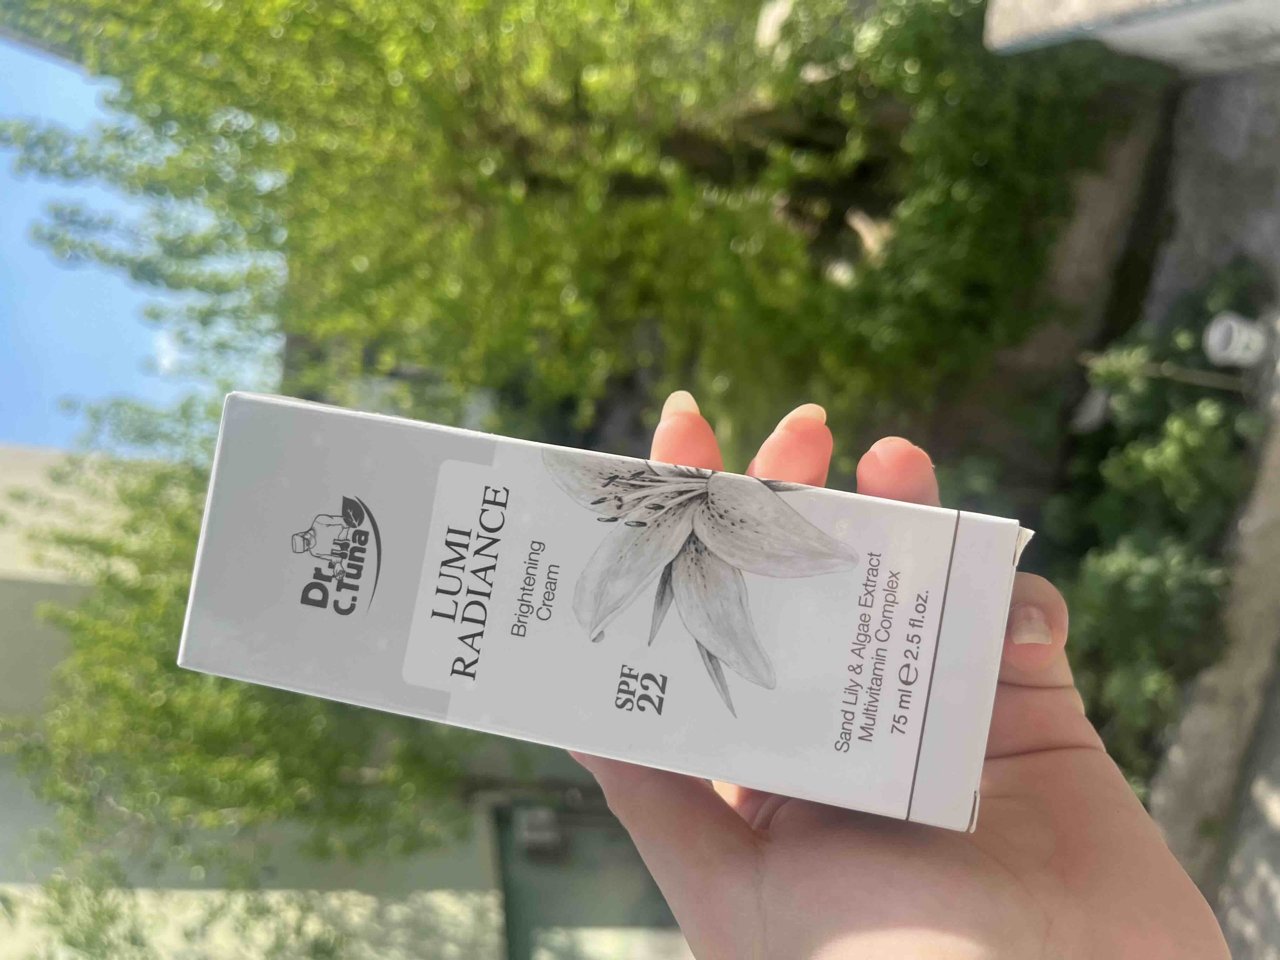 Dr.
C.Tuna
LUMI
RADIANCE
Brightening
Cream
SPF
22
Sand Lily & Algae Extract
Multivitamin Complex
75 ml ℮ 2.5 fl.oz.